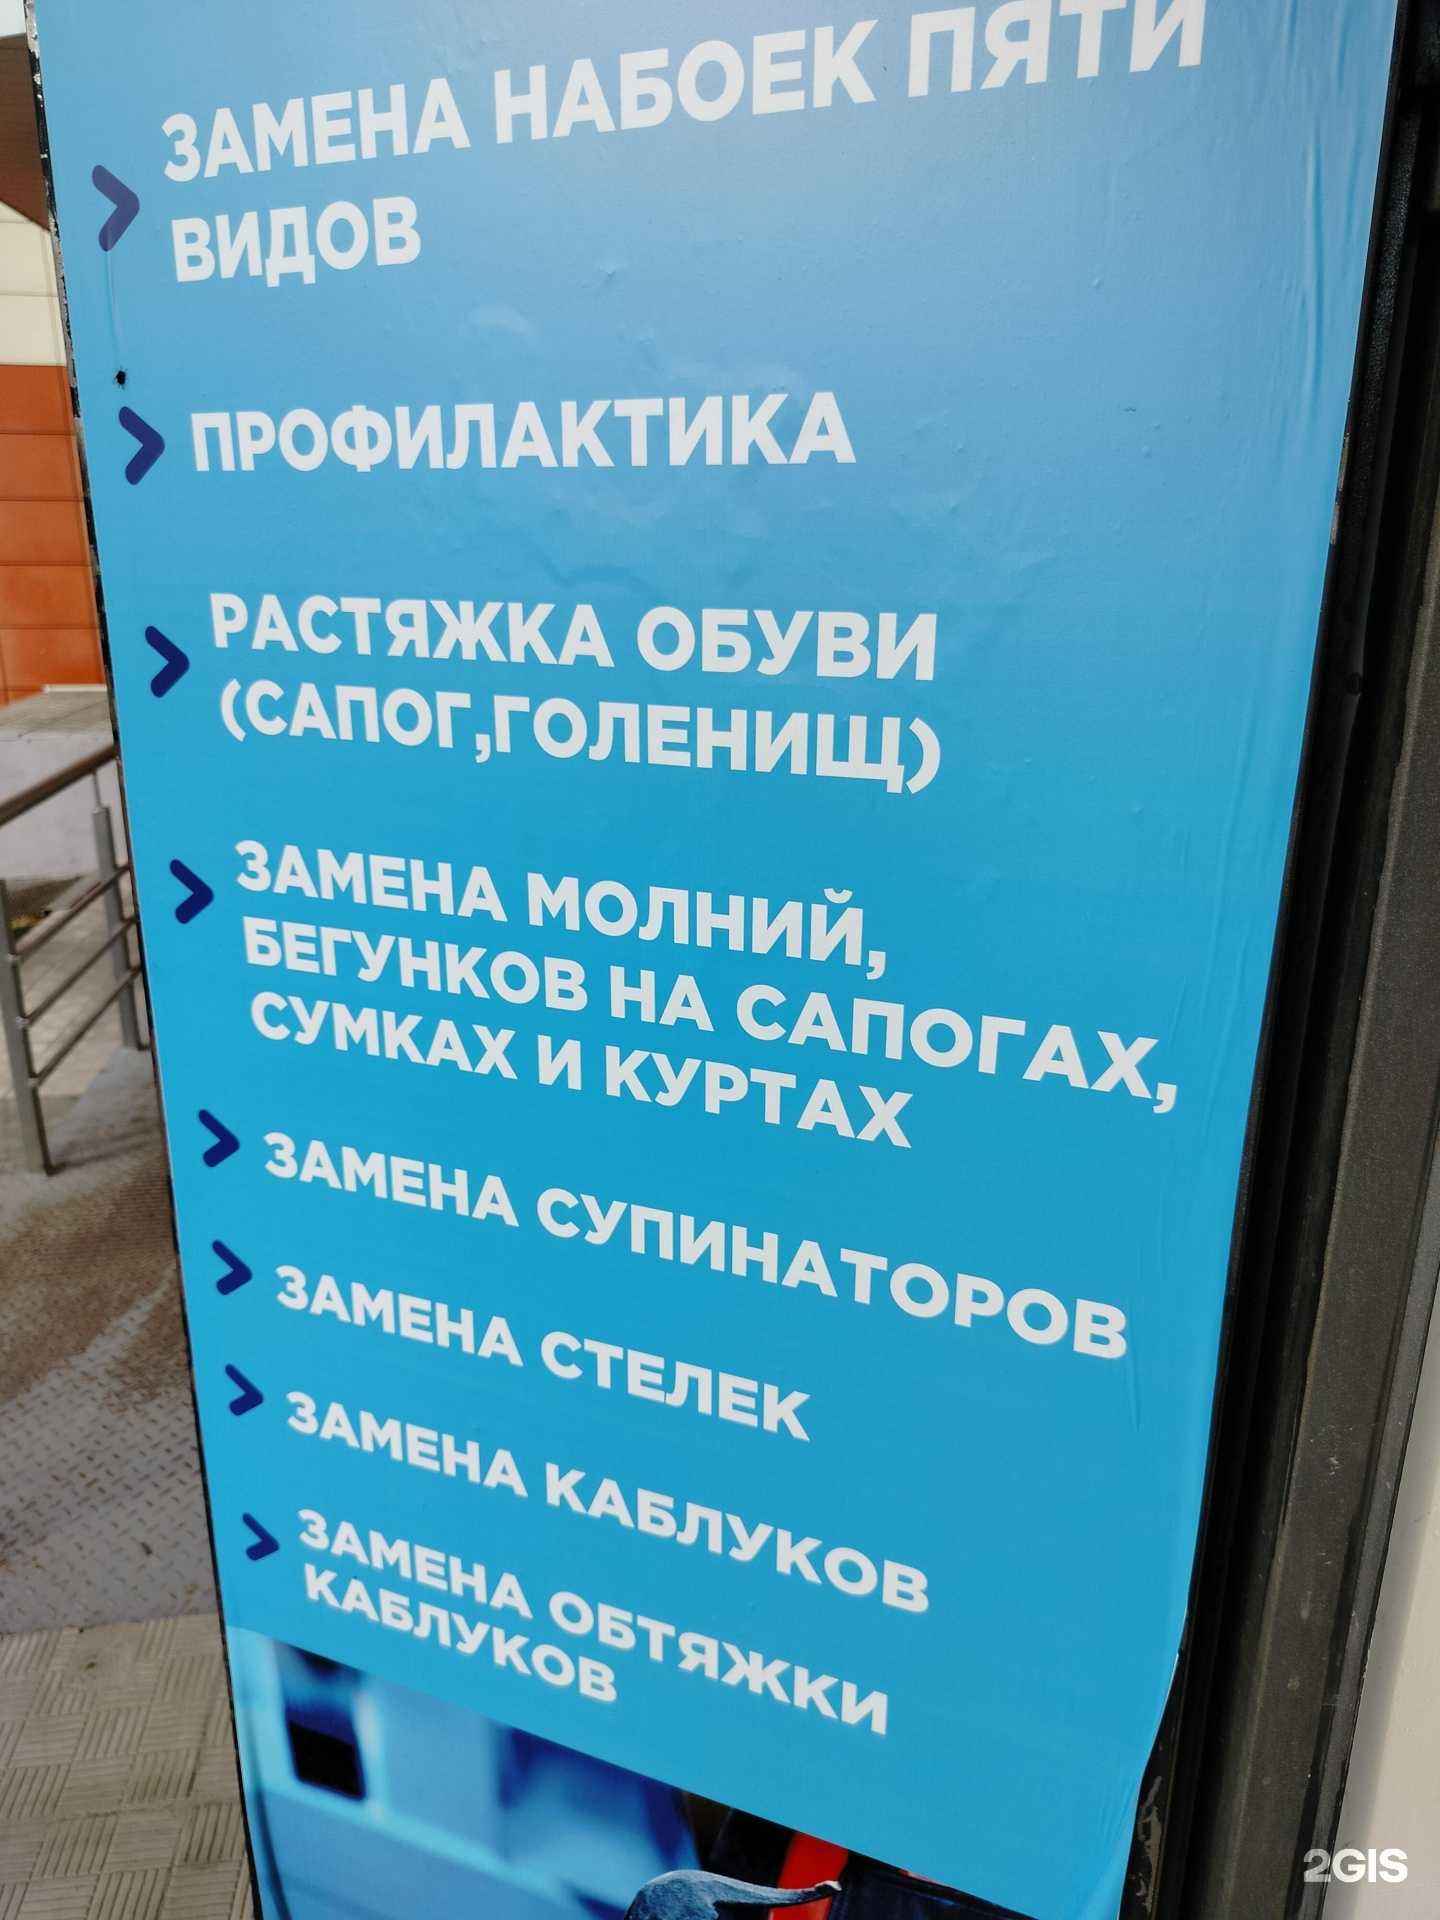 ЗАМЕНА НАБОЕК ПЯТИ
ВИДОВ
ПРОФИЛАКТИКА
РАСТЯЖКА ОБУВИ
(САПОГ,ГОЛЕНИЩ)
ЗАМЕНА МОЛНИЙ,
БЕГУНКОВ НА САПОГАХ,
СУМКАХ И КУРТАХ
ЗАМЕНА СУПИНАТОРОВ
ЗАМЕНА СТЕЛЕК
ЗАМЕНА КАБЛУКОВ
ЗАМЕНА ОБТЯЖКИ
КАБЛУКОВ
2GIS